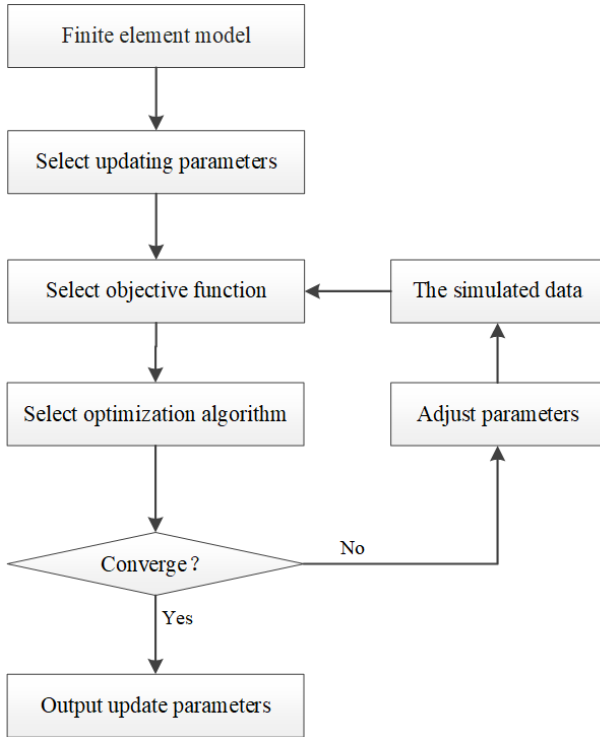 Finite element model
Select updating parameters
Select objective function
The simulated data
Select optimization algorithm
Adjust parameters
Converge？
No
Yes
Output update parameters